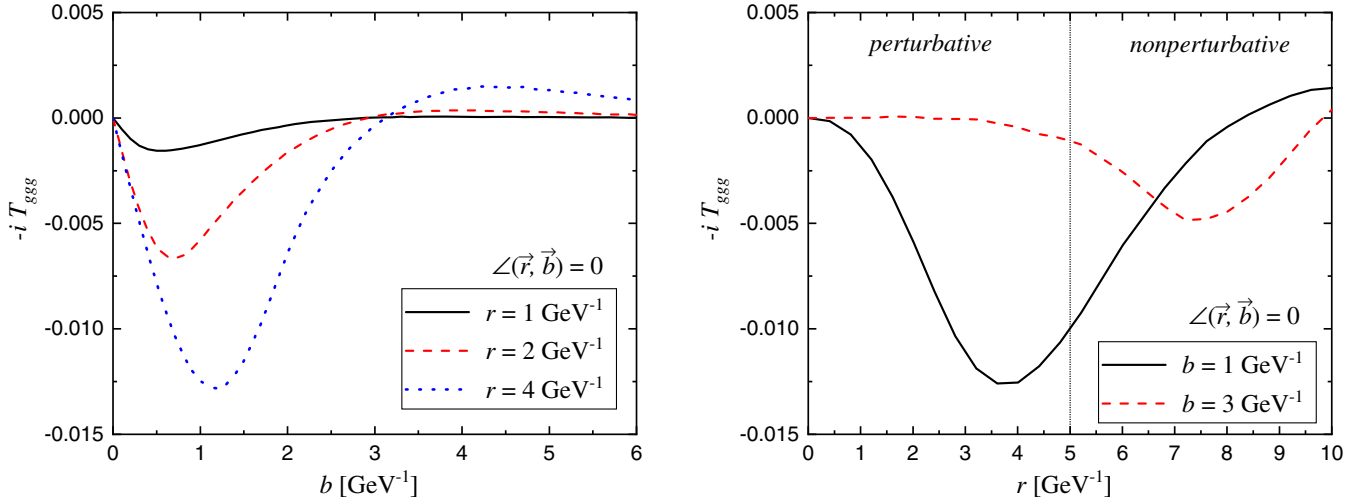 0.005
0.000
-0.005
-0.010
-0.015
-i T_ggg
∠(r⃗, b⃗) = 0
r = 1 GeV⁻¹
r = 2 GeV⁻¹
r = 4 GeV⁻¹
0 1 2 3 4 5 6
b [GeV⁻¹]
0.005
0.000
-0.005
-0.010
-0.015
-i T_ggg
perturbative nonperturbative
∠(r⃗, b⃗) = 0
b = 1 GeV⁻¹
b = 3 GeV⁻¹
0 1 2 3 4 5 6 7 8 9 10
r [GeV⁻¹]